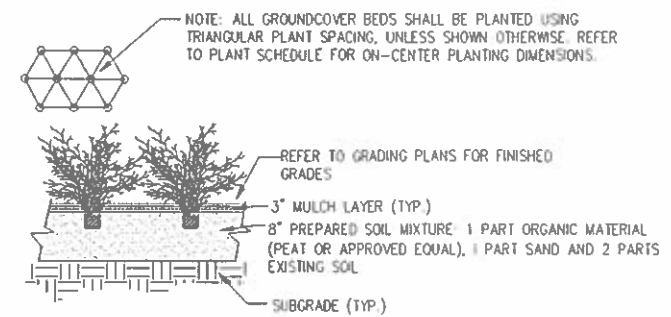 NOTE: ALL GROUNDCOVER BEDS SHALL BE PLANTED USING
TRIANGULAR PLANT SPACING, UNLESS SHOWN OTHERWISE. REFER
TO PLANT SCHEDULE FOR ON-CENTER PLANTING DIMENSIONS.
REFER TO GRADING PLANS FOR FINISHED
GRADES
3" MULCH LAYER (TYP.)
8" PREPARED SOIL MIXTURE: 1 PART ORGANIC MATERIAL
(PEAT OR APPROVED EQUAL), 1 PART SAND AND 2 PARTS
EXISTING SOIL
SUBGRADE (TYP.)